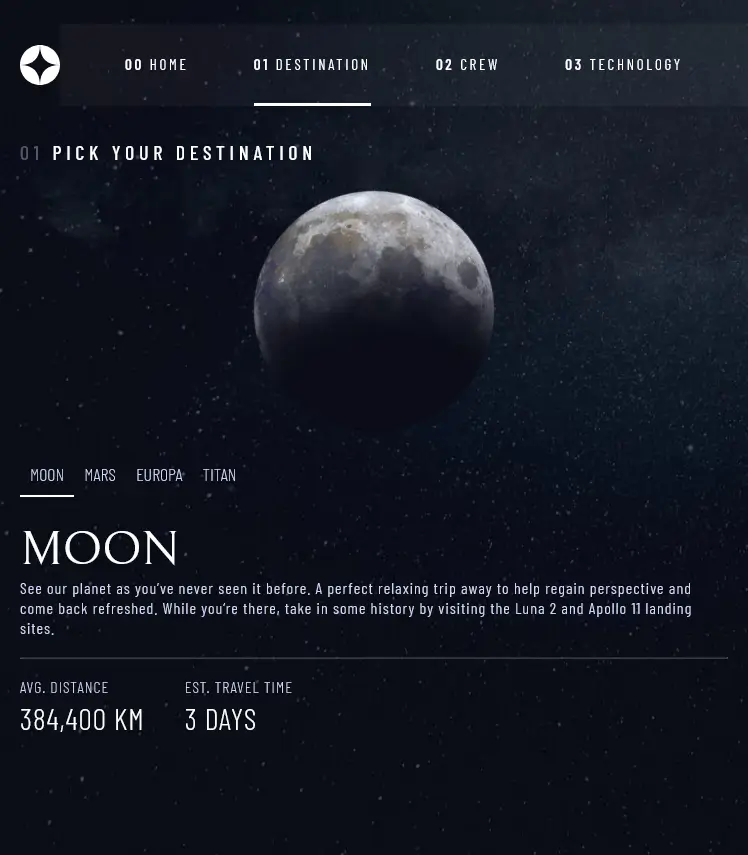 00 HOME 01 DESTINATION 02 CREW 03 TECHNOLOGY
01 PICK YOUR DESTINATION
MOON MARS EUROPA TITAN
MOON
See our planet as you’ve never seen it before. A perfect relaxing trip away to help regain perspective and
come back refreshed. While you’re there, take in some history by visiting the Luna 2 and Apollo 11 landing
sites.
AVG. DISTANCE EST. TRAVEL TIME
384,400 KM 3 DAYS